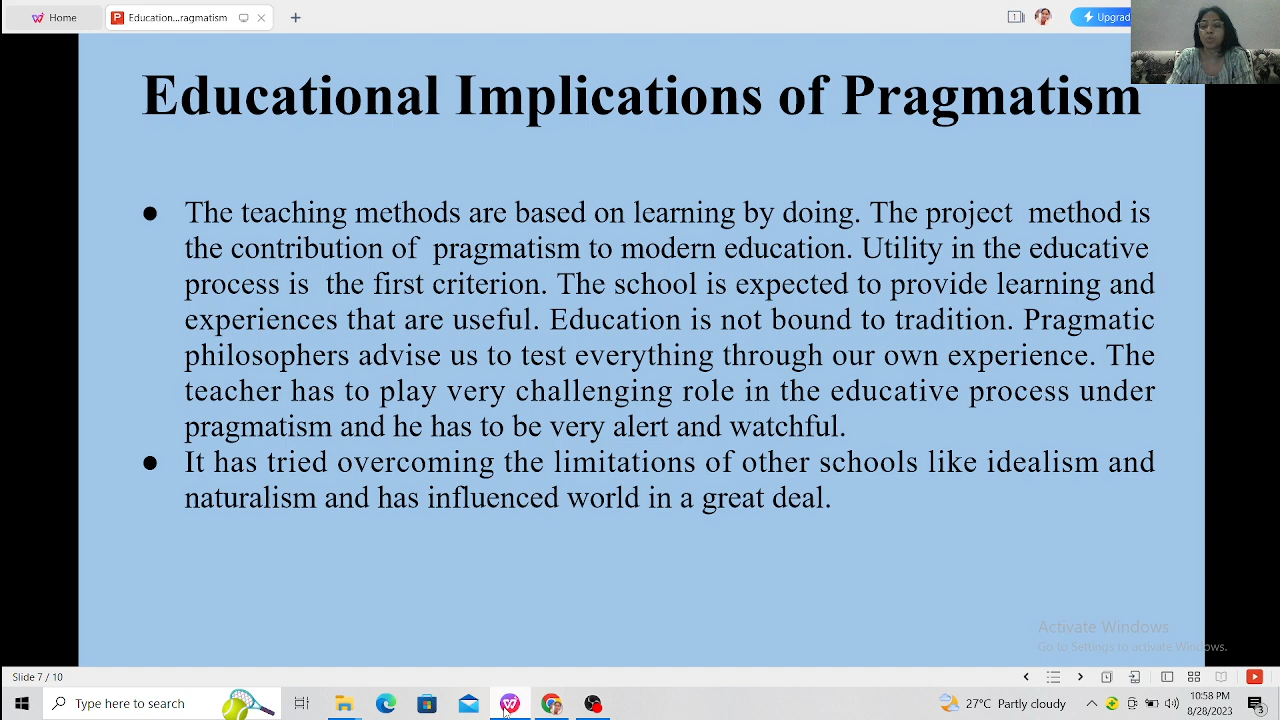 Home
Education...ragmatism
Upgrad
Educational Implications of Pragmatism
● The teaching methods are based on learning by doing. The project method is
the contribution of pragmatism to modern education. Utility in the educative
process is the first criterion. The school is expected to provide learning and
experiences that are useful. Education is not bound to tradition. Pragmatic
philosophers advise us to test everything through our own experience. The
teacher has to play very challenging role in the educative process under
pragmatism and he has to be very alert and watchful.
● It has tried overcoming the limitations of other schools like idealism and
naturalism and has influenced world in a great deal.
Activate Windows
Go to Settings to activate Windows.
Slide 7 / 10
Type here to search
27°C Partly cloudy
10:58 PM
8/28/2023
3